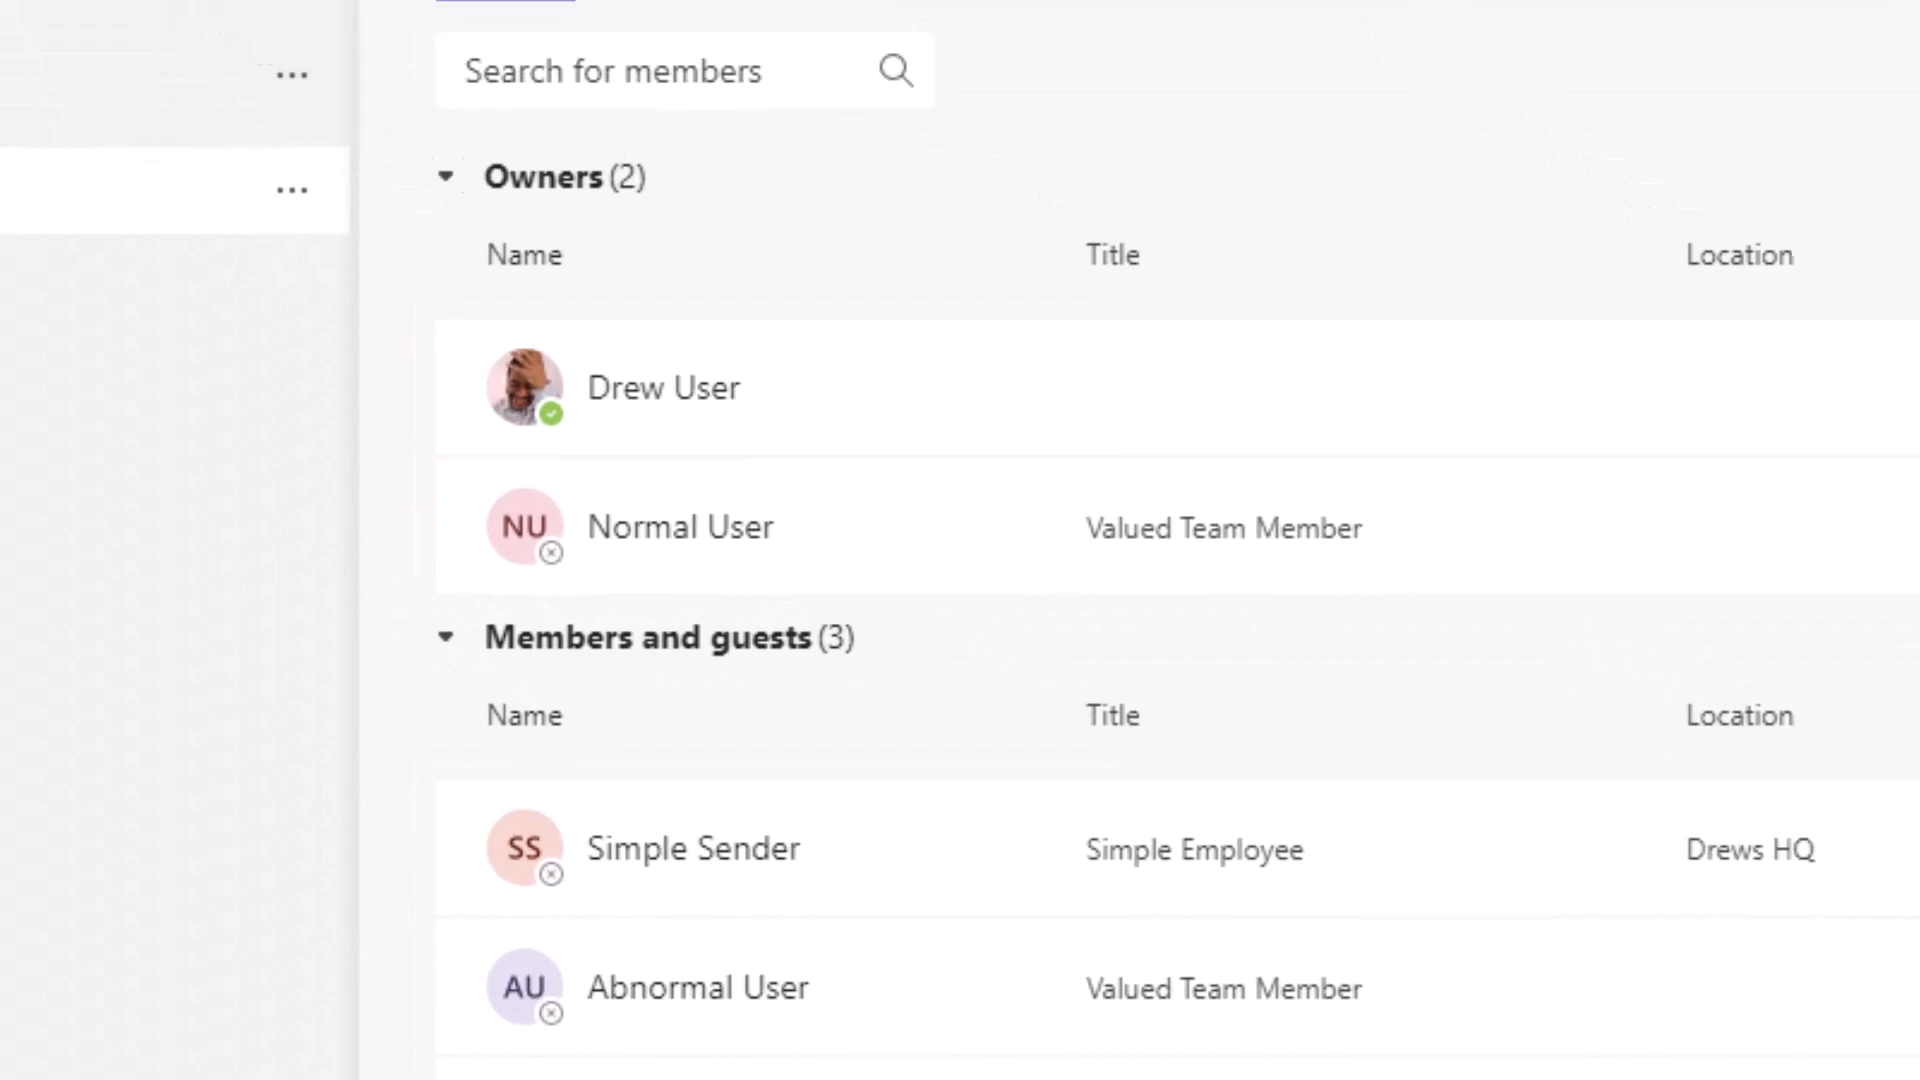 Search for members
Owners (2)
Name Title Location
Drew User
NU Normal User Valued Team Member
Members and guests (3)
Name Title Location
SS Simple Sender Simple Employee Drews HQ
AU Abnormal User Valued Team Member